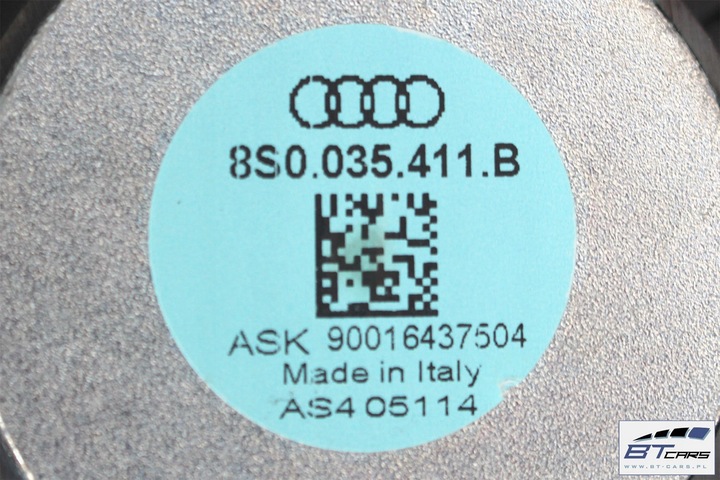 8S0.035.411.B
ASK 90016437504
Made in Italy
AS4 05114
BT CARS
WWW.BT-CARS.PL